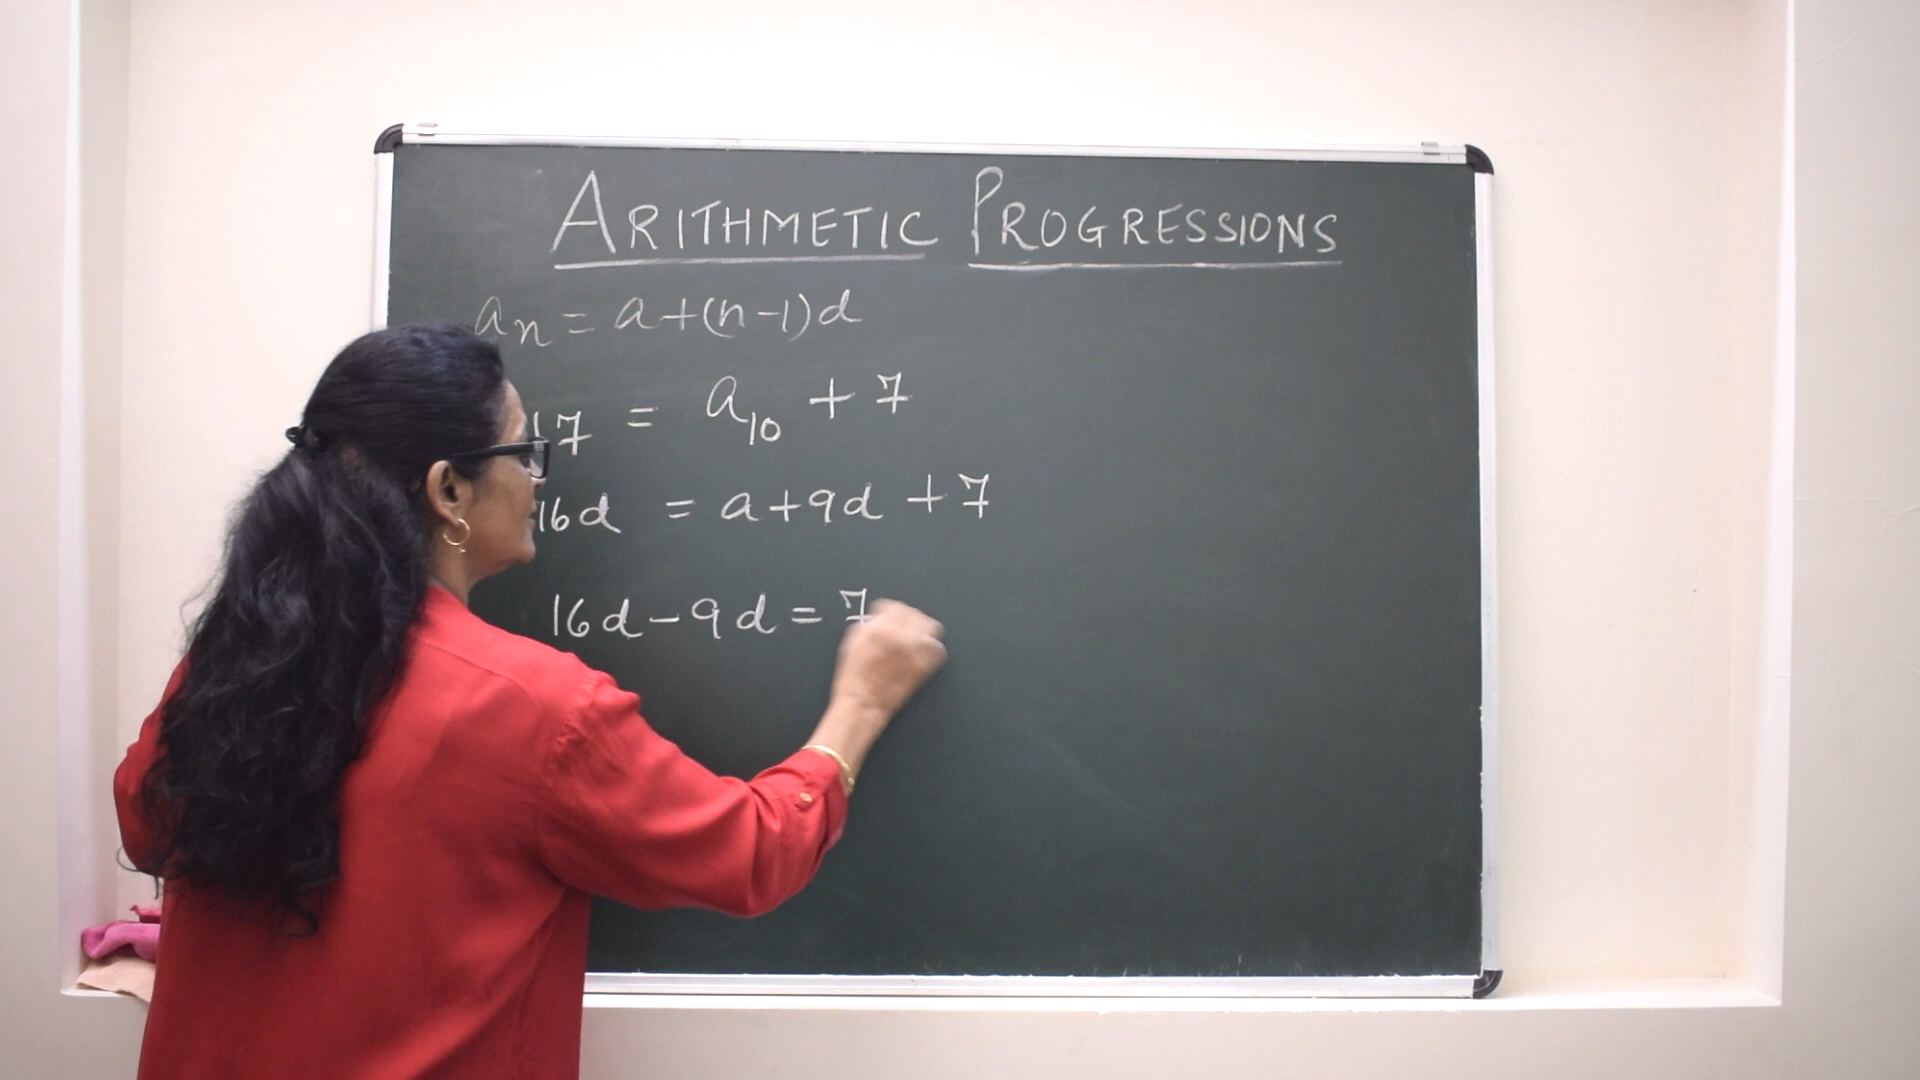 ARITHMETIC PROGRESSIONS
an = a+(n-1)d
17 = a10 + 7
16d = a+9d +7
16d-9d = 7